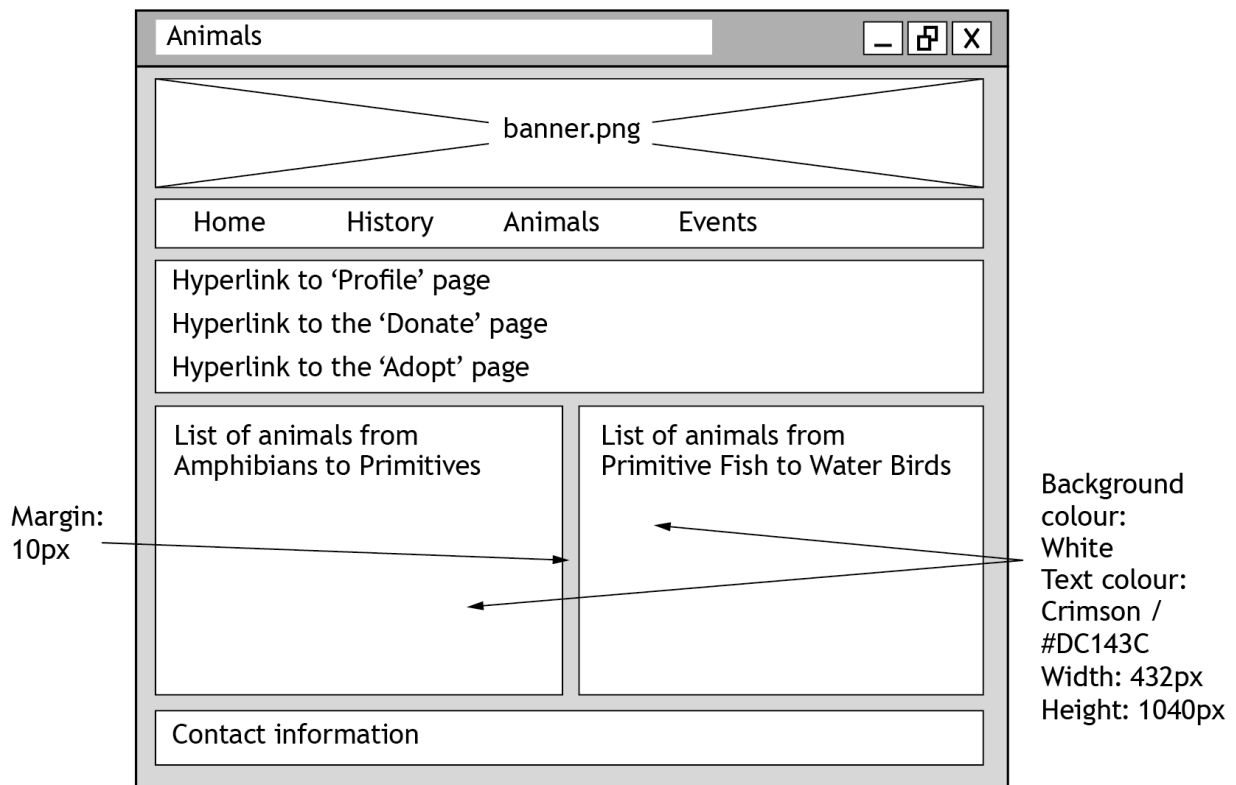 Animals
X
banner.png
Home History Animals Events
Hyperlink to ‘Profile’ page
Hyperlink to the ‘Donate’ page
Hyperlink to the ‘Adopt’ page
List of animals from
Amphibians to Primitives
List of animals from
Primitive Fish to Water Birds
Margin:
10px
Background
colour:
White
Text colour:
Crimson /
#DC143C
Width: 432px
Height: 1040px
Contact information